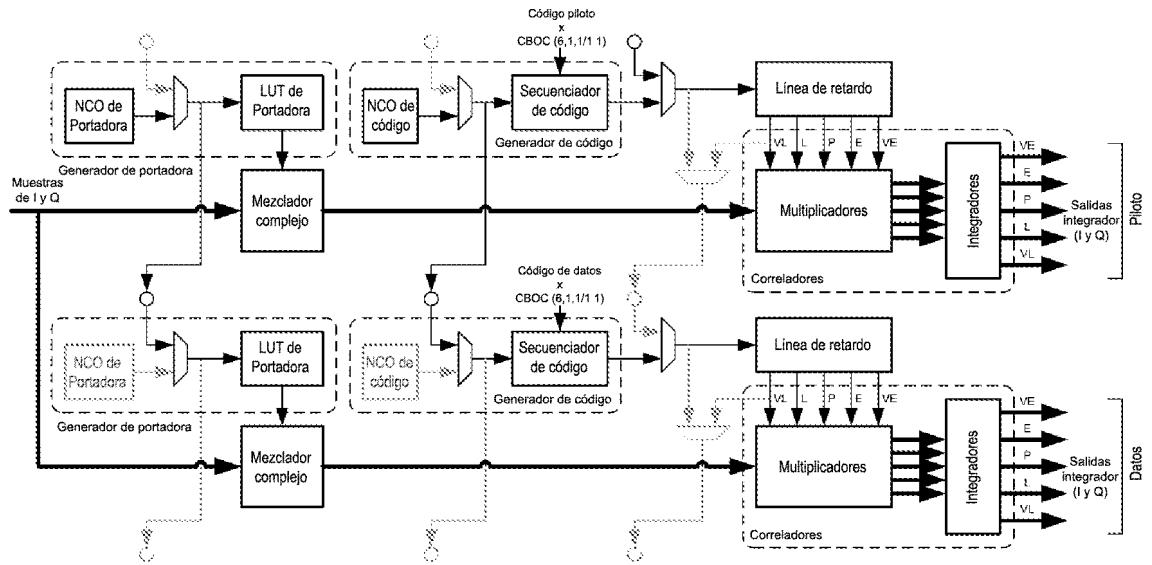 Código piloto
x
CBOC (6,1,1/1 1)
NCO de
Portadora
LUT de
Portadora
Generador de portadora
NCO de
código
Secuenciador
de código
Generador de código
Línea de retardo
VL
L
P
E
VE
Muestras
de I y Q
Mezclador
complejo
Multiplicadores
Integradores
Correladores
VE
E
P
L
VL
Salidas
integrador
(I y Q)
Piloto
Código de datos
x
CBOC (6,1,1/1 1)
NCO de
Portadora
LUT de
Portadora
Generador de portadora
NCO de
código
Secuenciador
de código
Generador de código
Línea de retardo
VL
L
P
E
VE
Mezclador
complejo
Multiplicadores
Integradores
Correladores
VE
E
P
L
VL
Salidas
integrador
(I y Q)
Datos